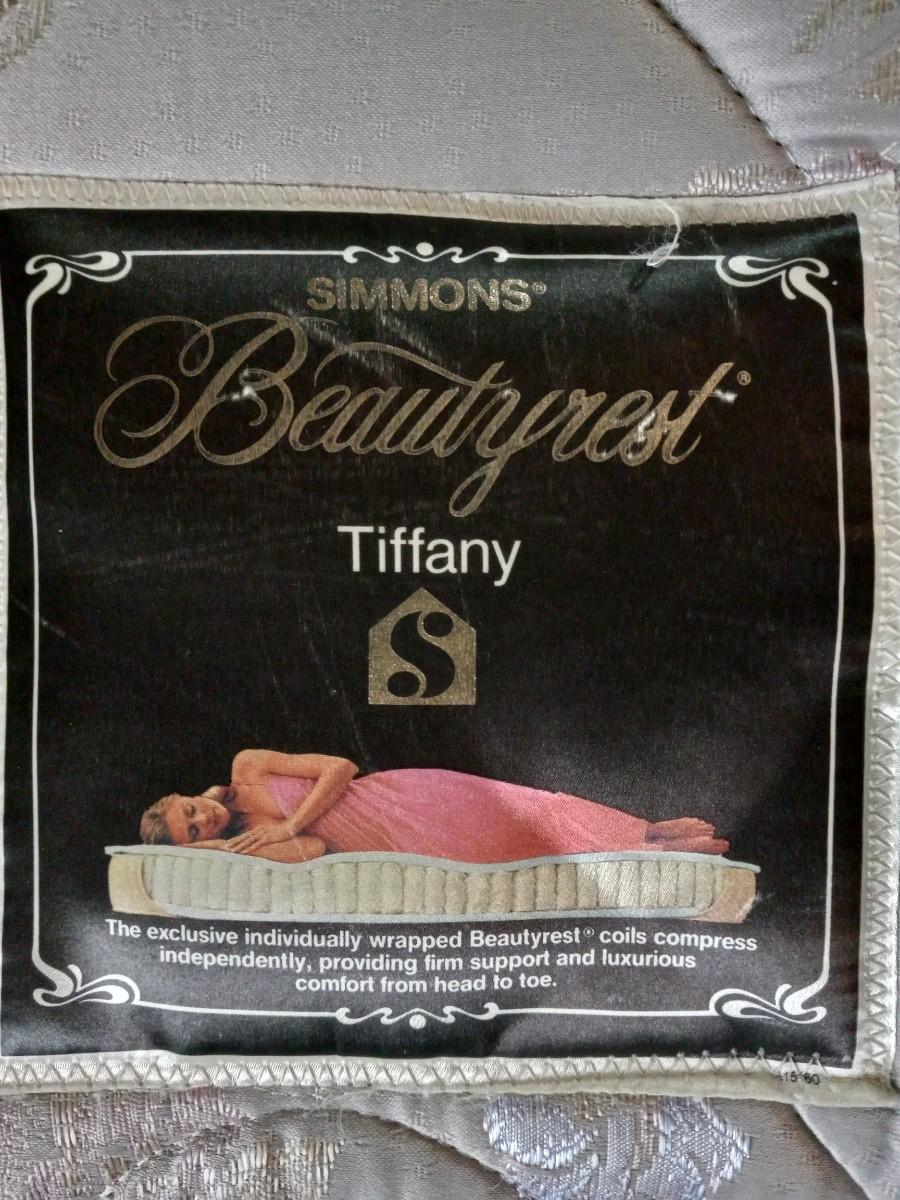 SIMMONS®
Beautyrest®
Tiffany
S
The exclusive individually wrapped Beautyrest® coils compress
independently, providing firm support and luxurious
comfort from head to toe.